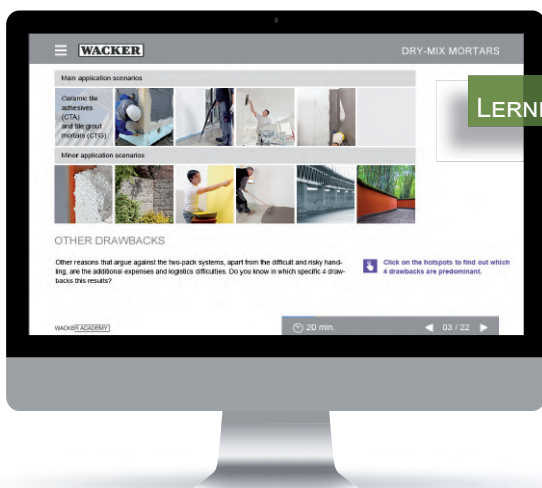 WACKER
DRY-MIX MORTARS
Main application scenarios
Ceramic tile
adhesives
(CTA)
and tile grout
mortars (CTG)
LERNE
Minor application scenarios
OTHER DRAWBACKS
Other reasons that argue against the two-pack systems, apart from the difficult and risky hand-
ling, are the additional expenses and logistics difficulties. Do you know in which specific 4 draw-
backs this results?
Click on the hotspots to find out which
4 drawbacks are predominant.
WACKER ACADEMY
20 min.
03 / 22